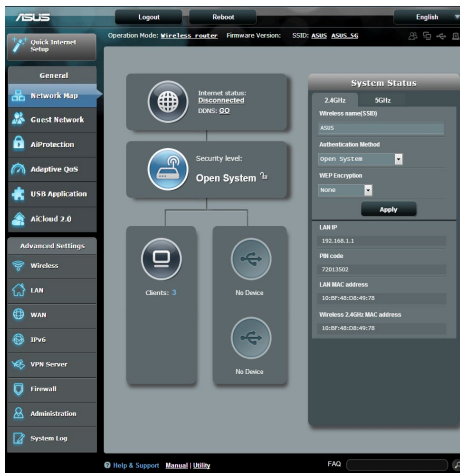 ASUS
Logout
Reboot
English
Quick Internet
Setup
Operation Mode: Wireless router Firmware Version: SSID: ASUS ASUS_5G
General
Network Map
Guest Network
AiProtection
Adaptive QoS
USB Application
AiCloud 2.0
Advanced Settings
Wireless
LAN
WAN
IPv6
VPN Server
Firewall
Administration
System Log
Internet status:
Disconnected
DDNS: GO
Security level:
Open System
Clients: 3
No Device
No Device
System Status
2.4GHz 5GHz
Wireless name(SSID)
ASUS
Authentication Method
Open System
WEP Encryption
None
Apply
LAN IP
192.168.1.1
PIN code
72013502
LAN MAC address
10:BF:48:D8:49:78
Wireless 2.4GHz MAC address
10:BF:48:D8:49:78
Help & Support Manual | Utility
FAQ